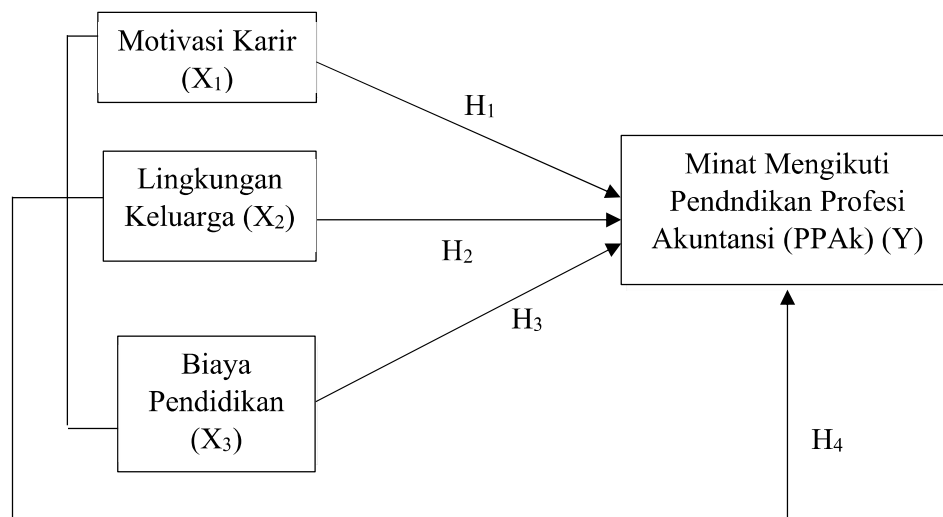 Motivasi Karir
(X₁)
H₁
Lingkungan
Keluarga (X₂)
H₂
Minat Mengikuti
Pendndikan Profesi
Akuntansi (PPAk) (Y)
H₃
Biaya
Pendidikan
(X₃)
H₄